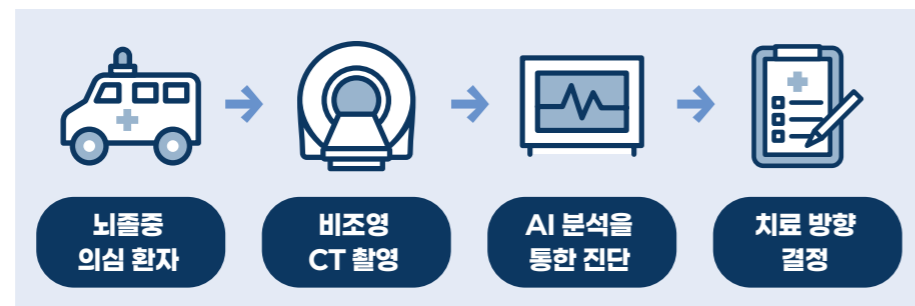 뇌졸중
의심 환자
비조영
CT 촬영
AI 분석을
통한 진단
치료 방향
결정